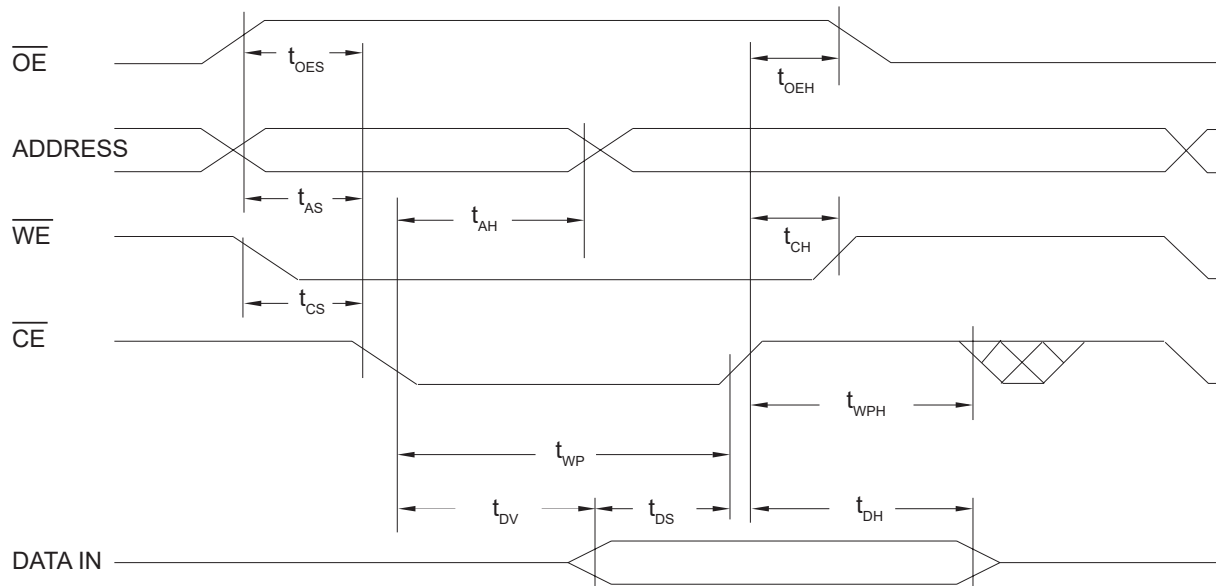 OE
tOES
tOEH
ADDRESS
tAS
tAH
WE
tCH
tCS
CE
tWPH
tWP
tDV
tDS
tDH
DATA IN